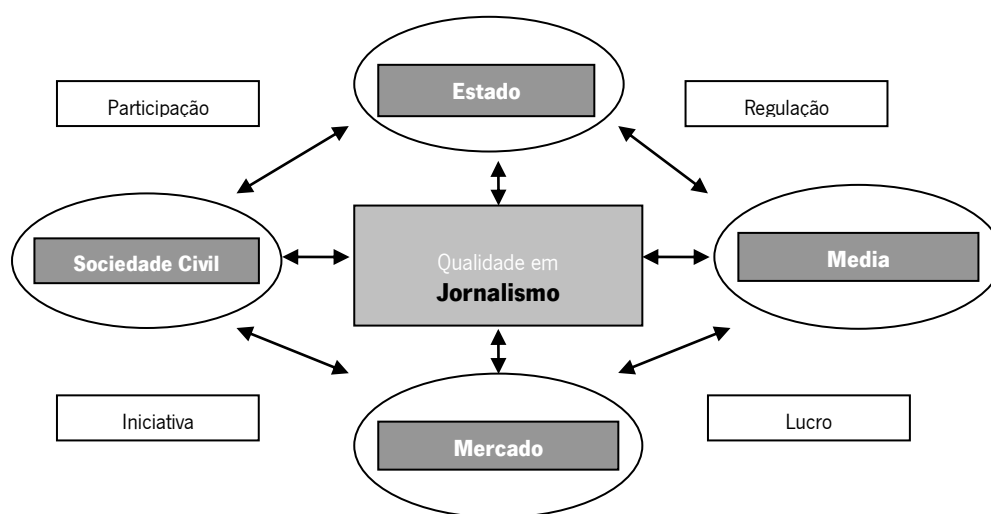 Estado
Participação
Regulação
Sociedade Civil
Qualidade em
Jornalismo
Media
Iniciativa
Lucro
Mercado